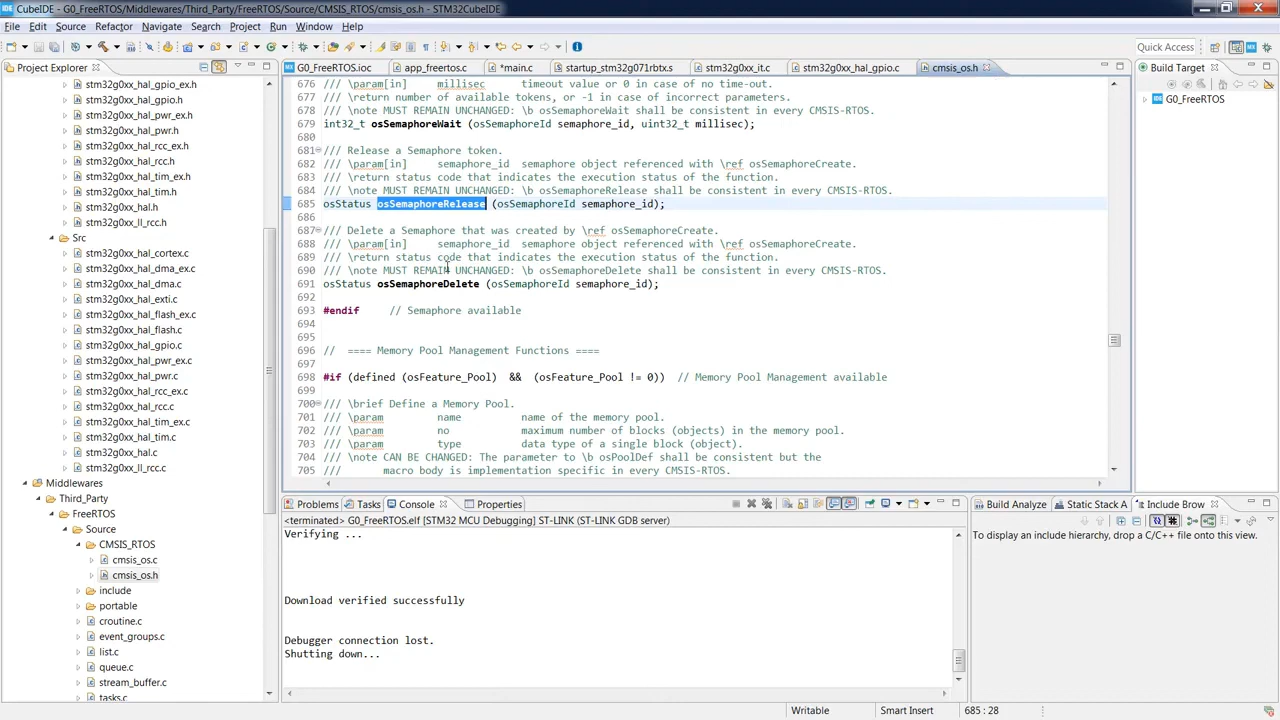 CubeIDE - G0_FreeRTOS/Middlewares/Third_Party/FreeRTOS/Source/CMSIS_RTOS/cmsis_os.h - STM32CubeIDE
File Edit Source Refactor Navigate Search Project Run Window Help
Quick Access
Project Explorer
stm32g0xx_hal_gpio_ex.h
stm32g0xx_hal_gpio.h
stm32g0xx_hal_pwr_ex.h
stm32g0xx_hal_pwr.h
stm32g0xx_hal_rcc_ex.h
stm32g0xx_hal_rcc.h
stm32g0xx_hal_tim_ex.h
stm32g0xx_hal_tim.h
stm32g0xx_hal.h
stm32g0xx_ll_rcc.h
Src
stm32g0xx_hal_cortex.c
stm32g0xx_hal_dma_ex.c
stm32g0xx_hal_dma.c
stm32g0xx_hal_exti.c
stm32g0xx_hal_flash_ex.c
stm32g0xx_hal_flash.c
stm32g0xx_hal_gpio.c
stm32g0xx_hal_pwr_ex.c
stm32g0xx_hal_pwr.c
stm32g0xx_hal_rcc_ex.c
stm32g0xx_hal_rcc.c
stm32g0xx_hal_tim_ex.c
stm32g0xx_hal_tim.c
stm32g0xx_hal.c
stm32g0xx_ll_rcc.c
Middlewares
Third_Party
FreeRTOS
Source
CMSIS_RTOS
cmsis_os.c
cmsis_os.h
include
portable
croutine.c
event_groups.c
list.c
queue.c
stream_buffer.c
tasks.c
G0_FreeRTOS.ioc app_freertos.c *main.c startup_stm32g071rbtx.s stm32g0xx_it.c stm32g0xx_hal_gpio.c cmsis_os.h
676 /// \param[in] millisec timeout value or 0 in case of no time-out.
677 /// \return number of available tokens, or -1 in case of incorrect parameters.
678 /// \note MUST REMAIN UNCHANGED: \b osSemaphoreWait shall be consistent in every CMSIS-RTOS.
679 int32_t osSemaphoreWait (osSemaphoreId semaphore_id, uint32_t millisec);
680
681 /// Release a Semaphore token.
682 /// \param[in] semaphore_id semaphore object referenced with \ref osSemaphoreCreate.
683 /// \return status code that indicates the execution status of the function.
684 /// \note MUST REMAIN UNCHANGED: \b osSemaphoreRelease shall be consistent in every CMSIS-RTOS.
685 osStatus osSemaphoreRelease (osSemaphoreId semaphore_id);
686
687 /// Delete a Semaphore that was created by \ref osSemaphoreCreate.
688 /// \param[in] semaphore_id semaphore object referenced with \ref osSemaphoreCreate.
689 /// \return status code that indicates the execution status of the function.
690 /// \note MUST REMAIN UNCHANGED: \b osSemaphoreDelete shall be consistent in every CMSIS-RTOS.
691 osStatus osSemaphoreDelete (osSemaphoreId semaphore_id);
692
693 #endif // Semaphore available
694
695
696 // ==== Memory Pool Management Functions ====
697
698 #if (defined (osFeature_Pool) && (osFeature_Pool != 0)) // Memory Pool Management available
699
700 /// \brief Define a Memory Pool.
701 /// \param name name of the memory pool.
702 /// \param no maximum number of blocks (objects) in the memory pool.
703 /// \param type data type of a single block (object).
704 /// \note CAN BE CHANGED: The parameter to \b osPoolDef shall be consistent but the
705 /// macro body is implementation specific in every CMSIS-RTOS.
Build Target
G0_FreeRTOS
Problems Tasks Console Properties
<terminated> G0_FreeRTOS.elf [STM32 MCU Debugging] ST-LINK (ST-LINK GDB server)
Verifying ...
Download verified successfully
Debugger connection lost.
Shutting down...
Build Analyze Static Stack A Include Brow
To display an include hierarchy, drop a C/C++ file onto this view.
Writable Smart Insert 685 : 28